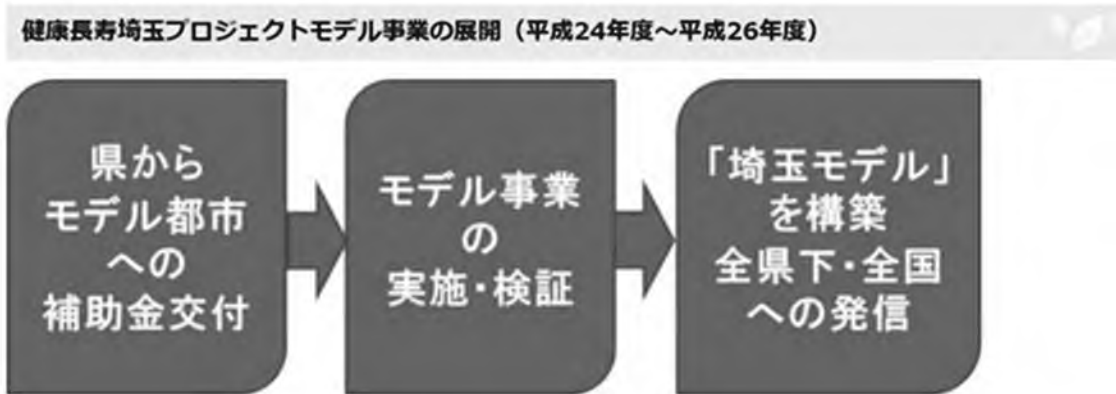 健康長寿埼玉プロジェクトモデル事業の展開（平成24年度～平成26年度）
県から
モデル都市
への
補助金交付
モデル事業
の
実施・検証
「埼玉モデル」
を構築
全県下・全国
への発信